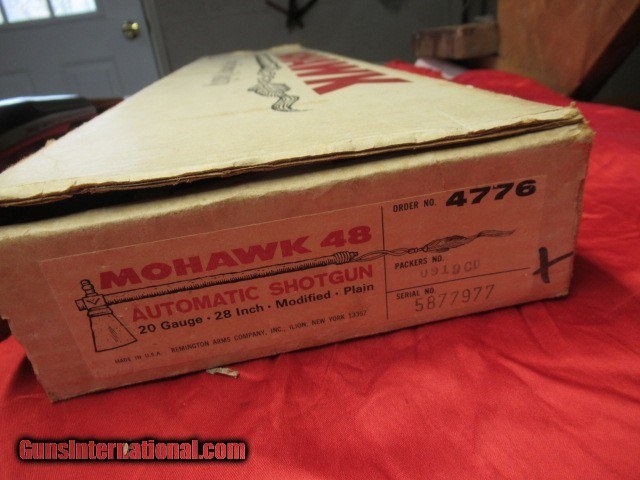 HAWK
MOHAWK 48
AUTOMATIC SHOTGUN
20 Gauge · 28 Inch · Modified · Plain
MADE IN U.S.A. REMINGTON ARMS COMPANY, INC., ILION, NEW YORK 13357
ORDER NO. 4776
PACKERS NO.
SERIAL NO.
5877977
GunsInternational.com